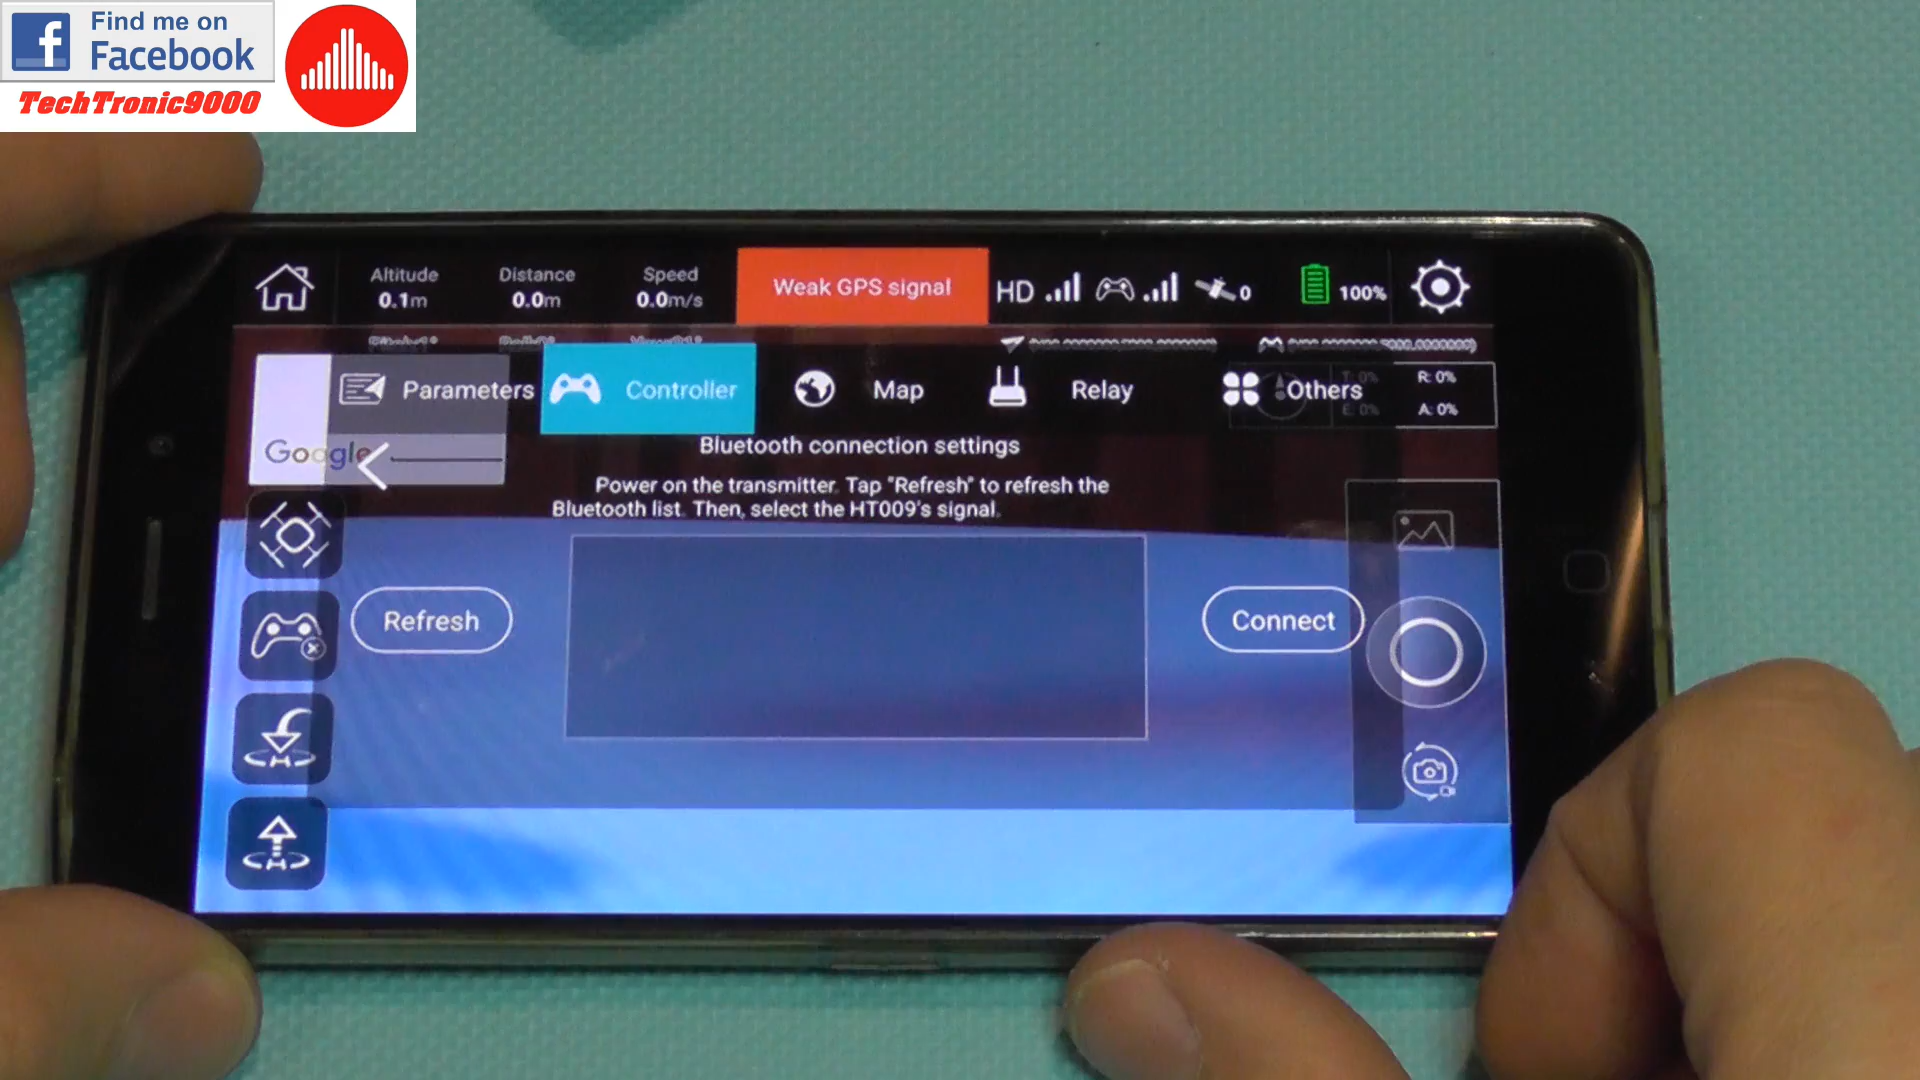 Find me on
Facebook
TechTronic9000
Altitude
0.1m
Distance
0.0m
Speed
0.0m/s
Weak GPS signal
HD
0
100%
Parameters
Controller
Map
Relay
Others
R: 0%
A: 0%
Google
Bluetooth connection settings
Power on the transmitter. Tap "Refresh" to refresh the
Bluetooth list. Then, select the HT009's signal.
Refresh
Connect